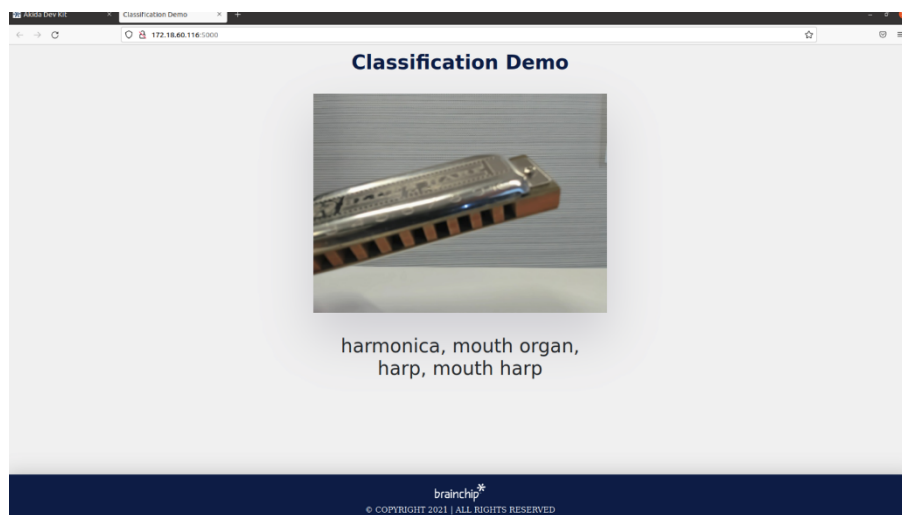 Akida Dev Kit
Classification Demo
172.18.60.116:5000
Classification Demo
harmonica, mouth organ,
harp, mouth harp
brainchip
© COPYRIGHT 2021 | ALL RIGHTS RESERVED